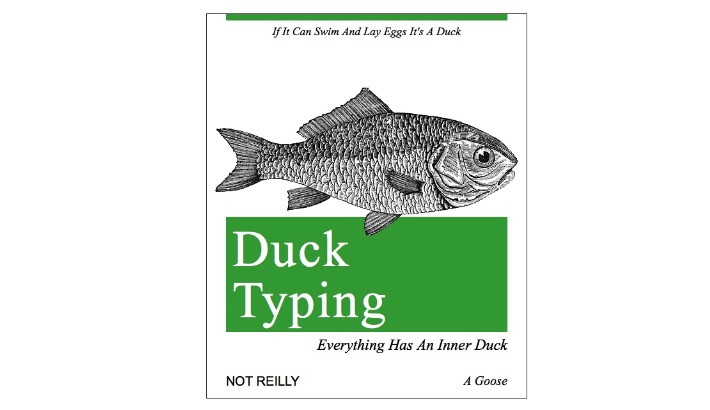 If It Can Swim And Lay Eggs It's A Duck
Duck
Typing
Everything Has An Inner Duck
NOT REILLY
A Goose